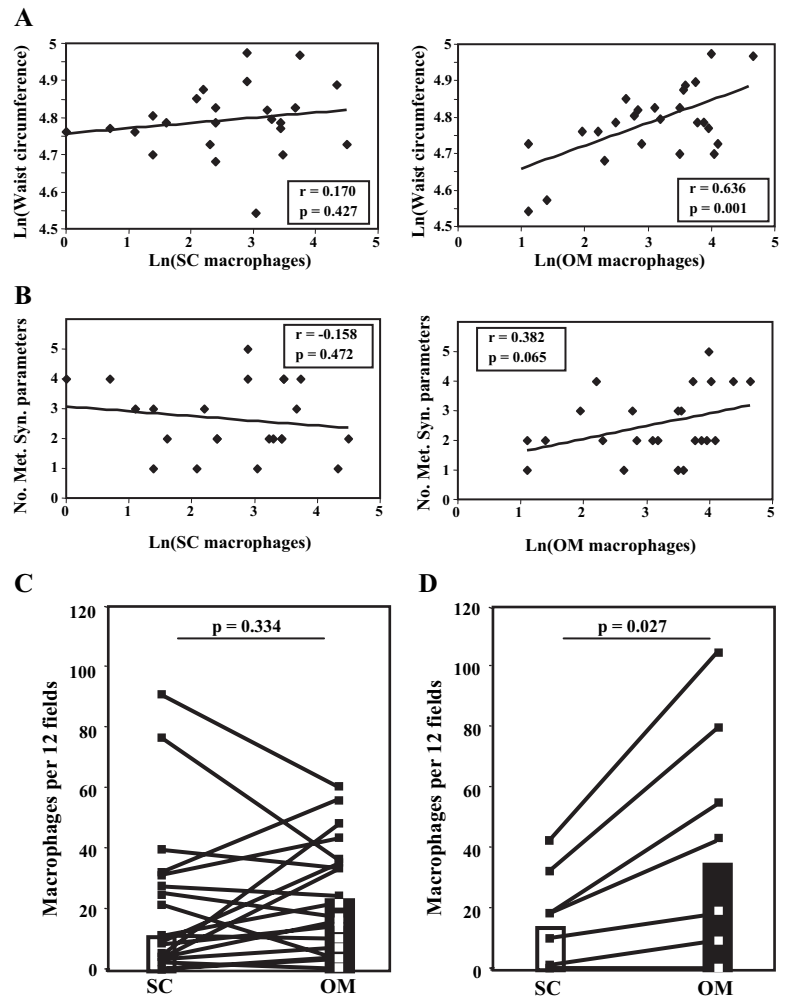 A
Ln(Waist circumference)
5
4.9
4.8
4.7
4.6
4.5
0 1 2 3 4 5
r = 0.170
p = 0.427
Ln(SC macrophages)
Ln(Waist circumference)
5
4.9
4.8
4.7
4.6
4.5
0 1 2 3 4 5
r = 0.636
p = 0.001
Ln(OM macrophages)
B
No. Met. Syn. parameters
5
4
3
2
1
0
0 1 2 3 4 5
r = -0.158
p = 0.472
Ln(SC macrophages)
No. Met. Syn. parameters
5
4
3
2
1
0
0 1 2 3 4 5
r = 0.382
p = 0.065
Ln(OM macrophages)
C
Macrophages per 12 fields
120
100
80
60
40
20
0
p = 0.334
SC OM
D
Macrophages per 12 fields
120
100
80
60
40
20
0
p = 0.027
SC OM